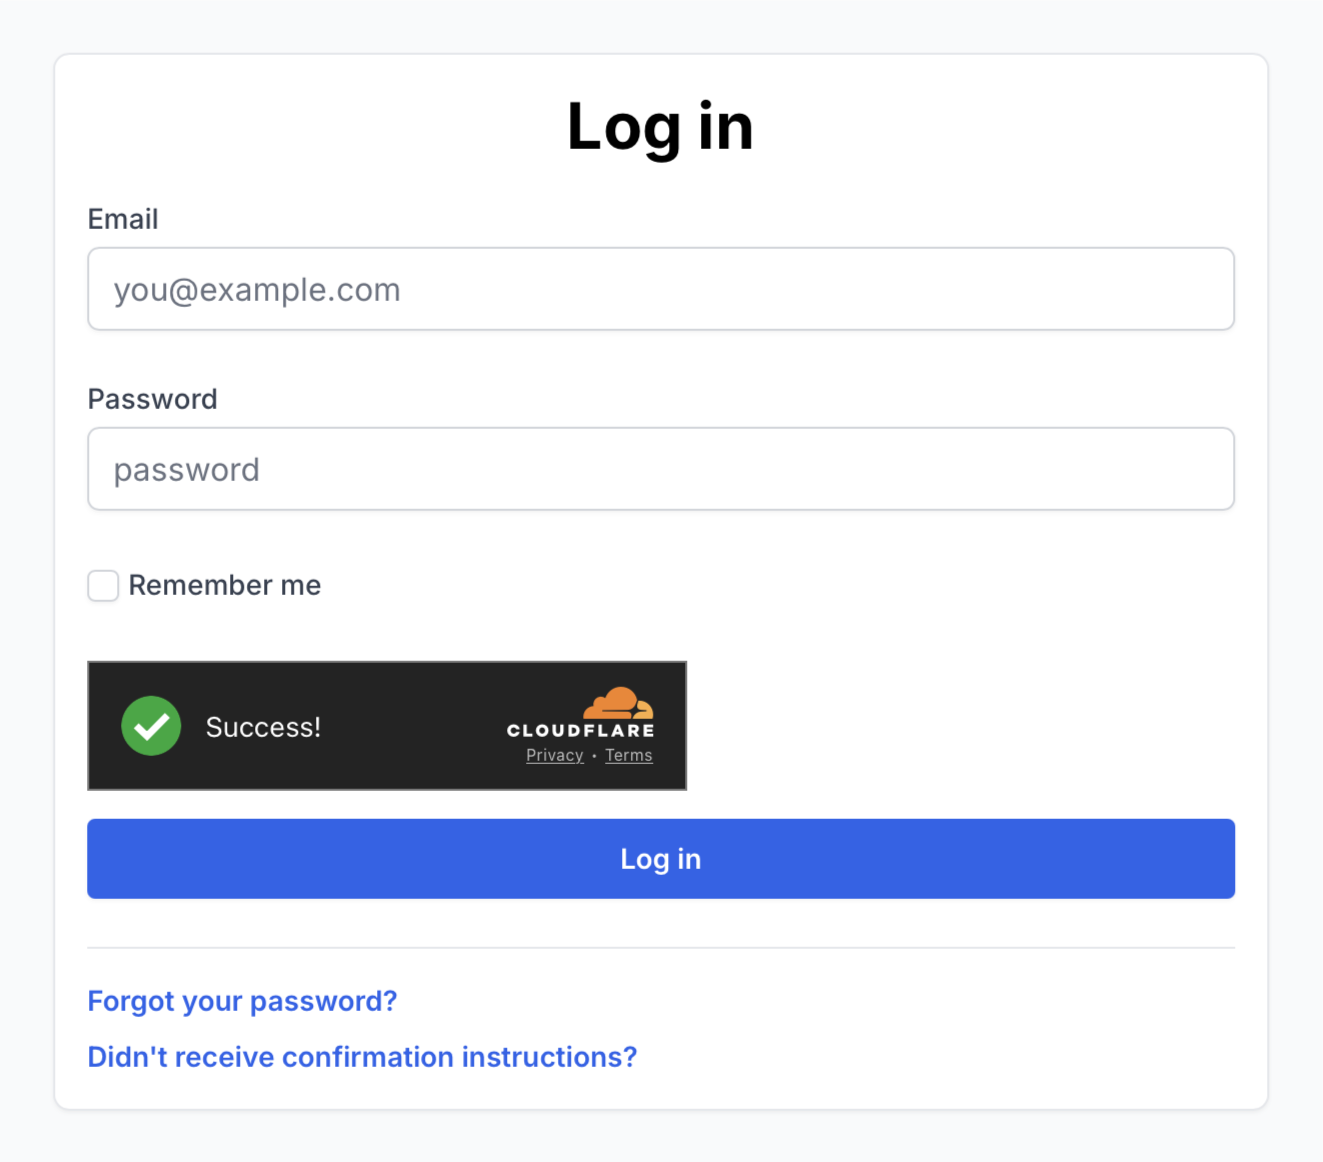 Log in
Email
you@example.com
Password
password
Remember me
Success!
CLOUDFLARE
Privacy • Terms
Log in
Forgot your password?
Didn't receive confirmation instructions?